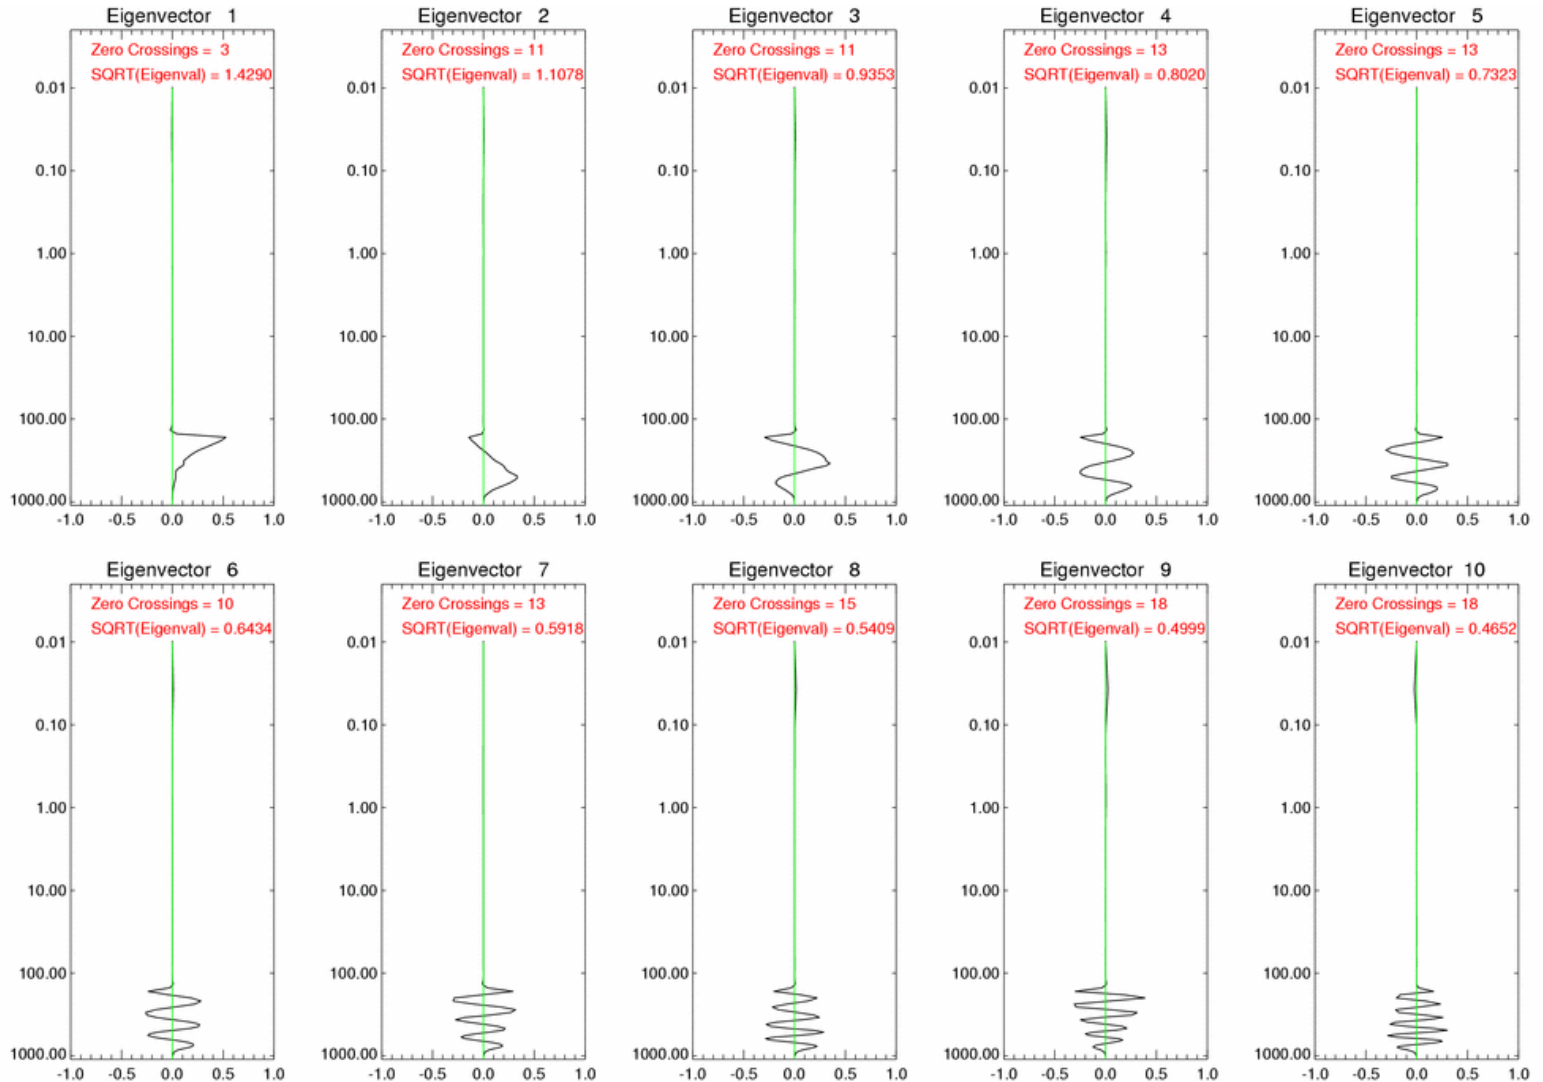 Eigenvector 1
Zero Crossings = 3
SQRT(Eigenval) = 1.4290
0.01
0.10
1.00
10.00
100.00
1000.00
-1.0 -0.5 0.0 0.5 1.0
Eigenvector 2
Zero Crossings = 11
SQRT(Eigenval) = 1.1078
0.01
0.10
1.00
10.00
100.00
1000.00
-1.0 -0.5 0.0 0.5 1.0
Eigenvector 3
Zero Crossings = 11
SQRT(Eigenval) = 0.9353
0.01
0.10
1.00
10.00
100.00
1000.00
-1.0 -0.5 0.0 0.5 1.0
Eigenvector 4
Zero Crossings = 13
SQRT(Eigenval) = 0.8020
0.01
0.10
1.00
10.00
100.00
1000.00
-1.0 -0.5 0.0 0.5 1.0
Eigenvector 5
Zero Crossings = 13
SQRT(Eigenval) = 0.7323
0.01
0.10
1.00
10.00
100.00
1000.00
-1.0 -0.5 0.0 0.5 1.0
Eigenvector 6
Zero Crossings = 10
SQRT(Eigenval) = 0.6434
0.01
0.10
1.00
10.00
100.00
1000.00
-1.0 -0.5 0.0 0.5 1.0
Eigenvector 7
Zero Crossings = 13
SQRT(Eigenval) = 0.5918
0.01
0.10
1.00
10.00
100.00
1000.00
-1.0 -0.5 0.0 0.5 1.0
Eigenvector 8
Zero Crossings = 15
SQRT(Eigenval) = 0.5409
0.01
0.10
1.00
10.00
100.00
1000.00
-1.0 -0.5 0.0 0.5 1.0
Eigenvector 9
Zero Crossings = 18
SQRT(Eigenval) = 0.4999
0.01
0.10
1.00
10.00
100.00
1000.00
-1.0 -0.5 0.0 0.5 1.0
Eigenvector 10
Zero Crossings = 18
SQRT(Eigenval) = 0.4652
0.01
0.10
1.00
10.00
100.00
1000.00
-1.0 -0.5 0.0 0.5 1.0